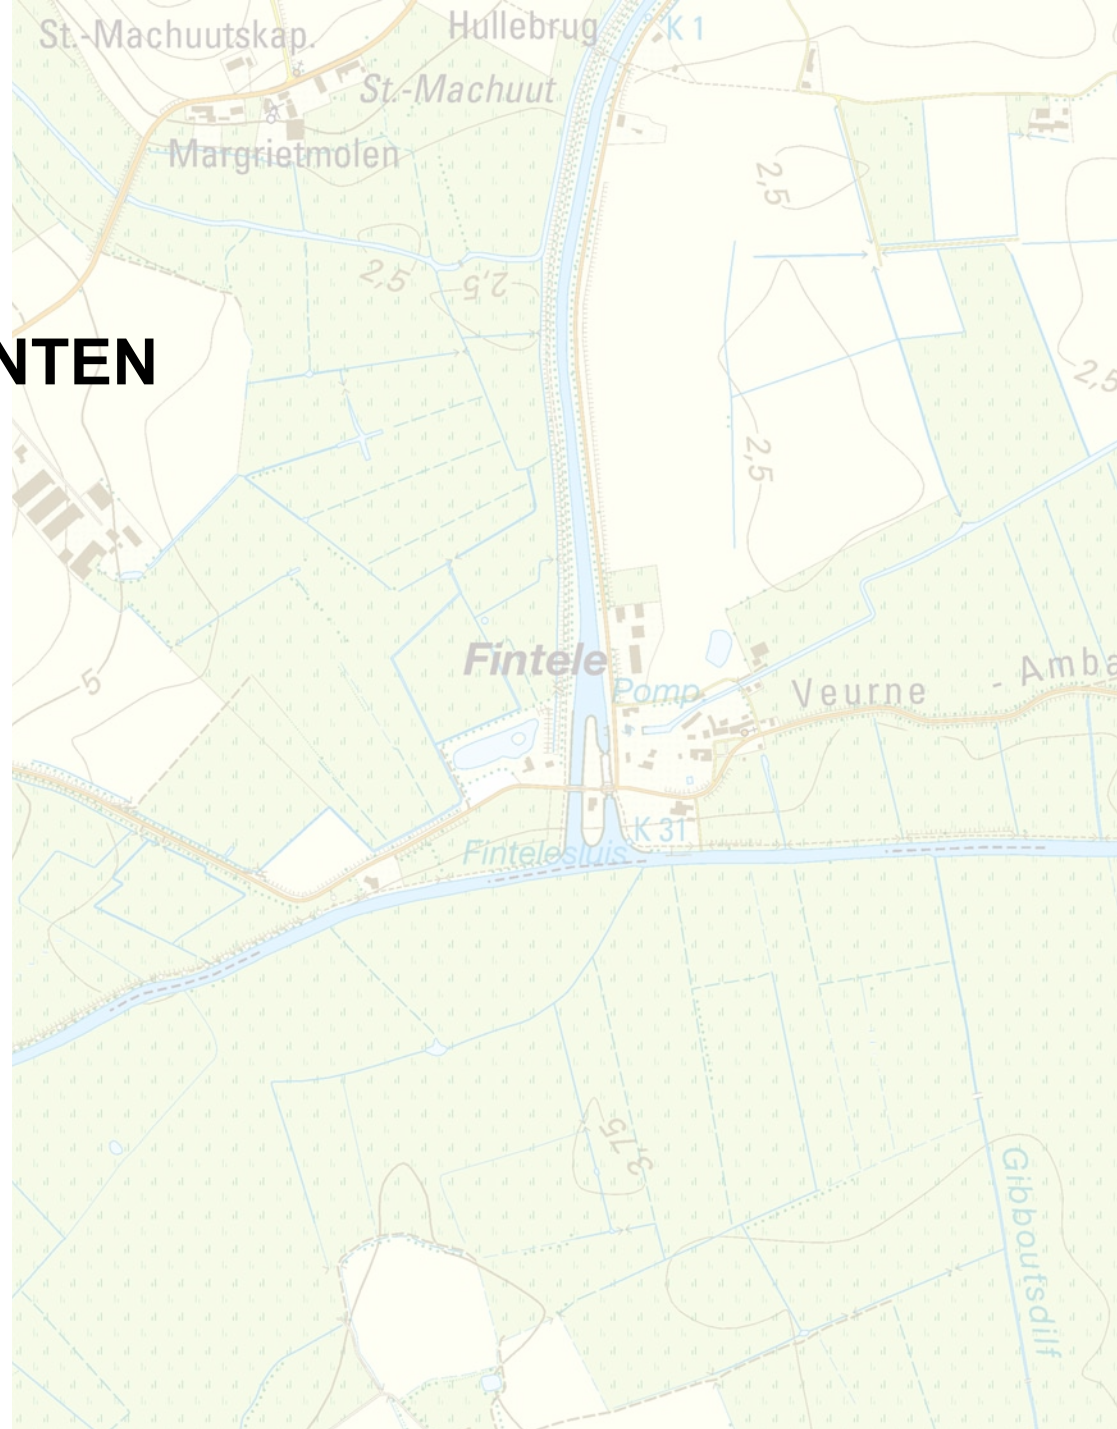 St.-Machuutskap.
Hullebrug
K 1
St.-Machuut
Margrietmolen
2,5
2,5
2,5
NTEN
2,5
2,5
Fintele
Pomp.
Veurne - Amba
5
K 31
Fintelesluis
3,75
Gibboutsdilf